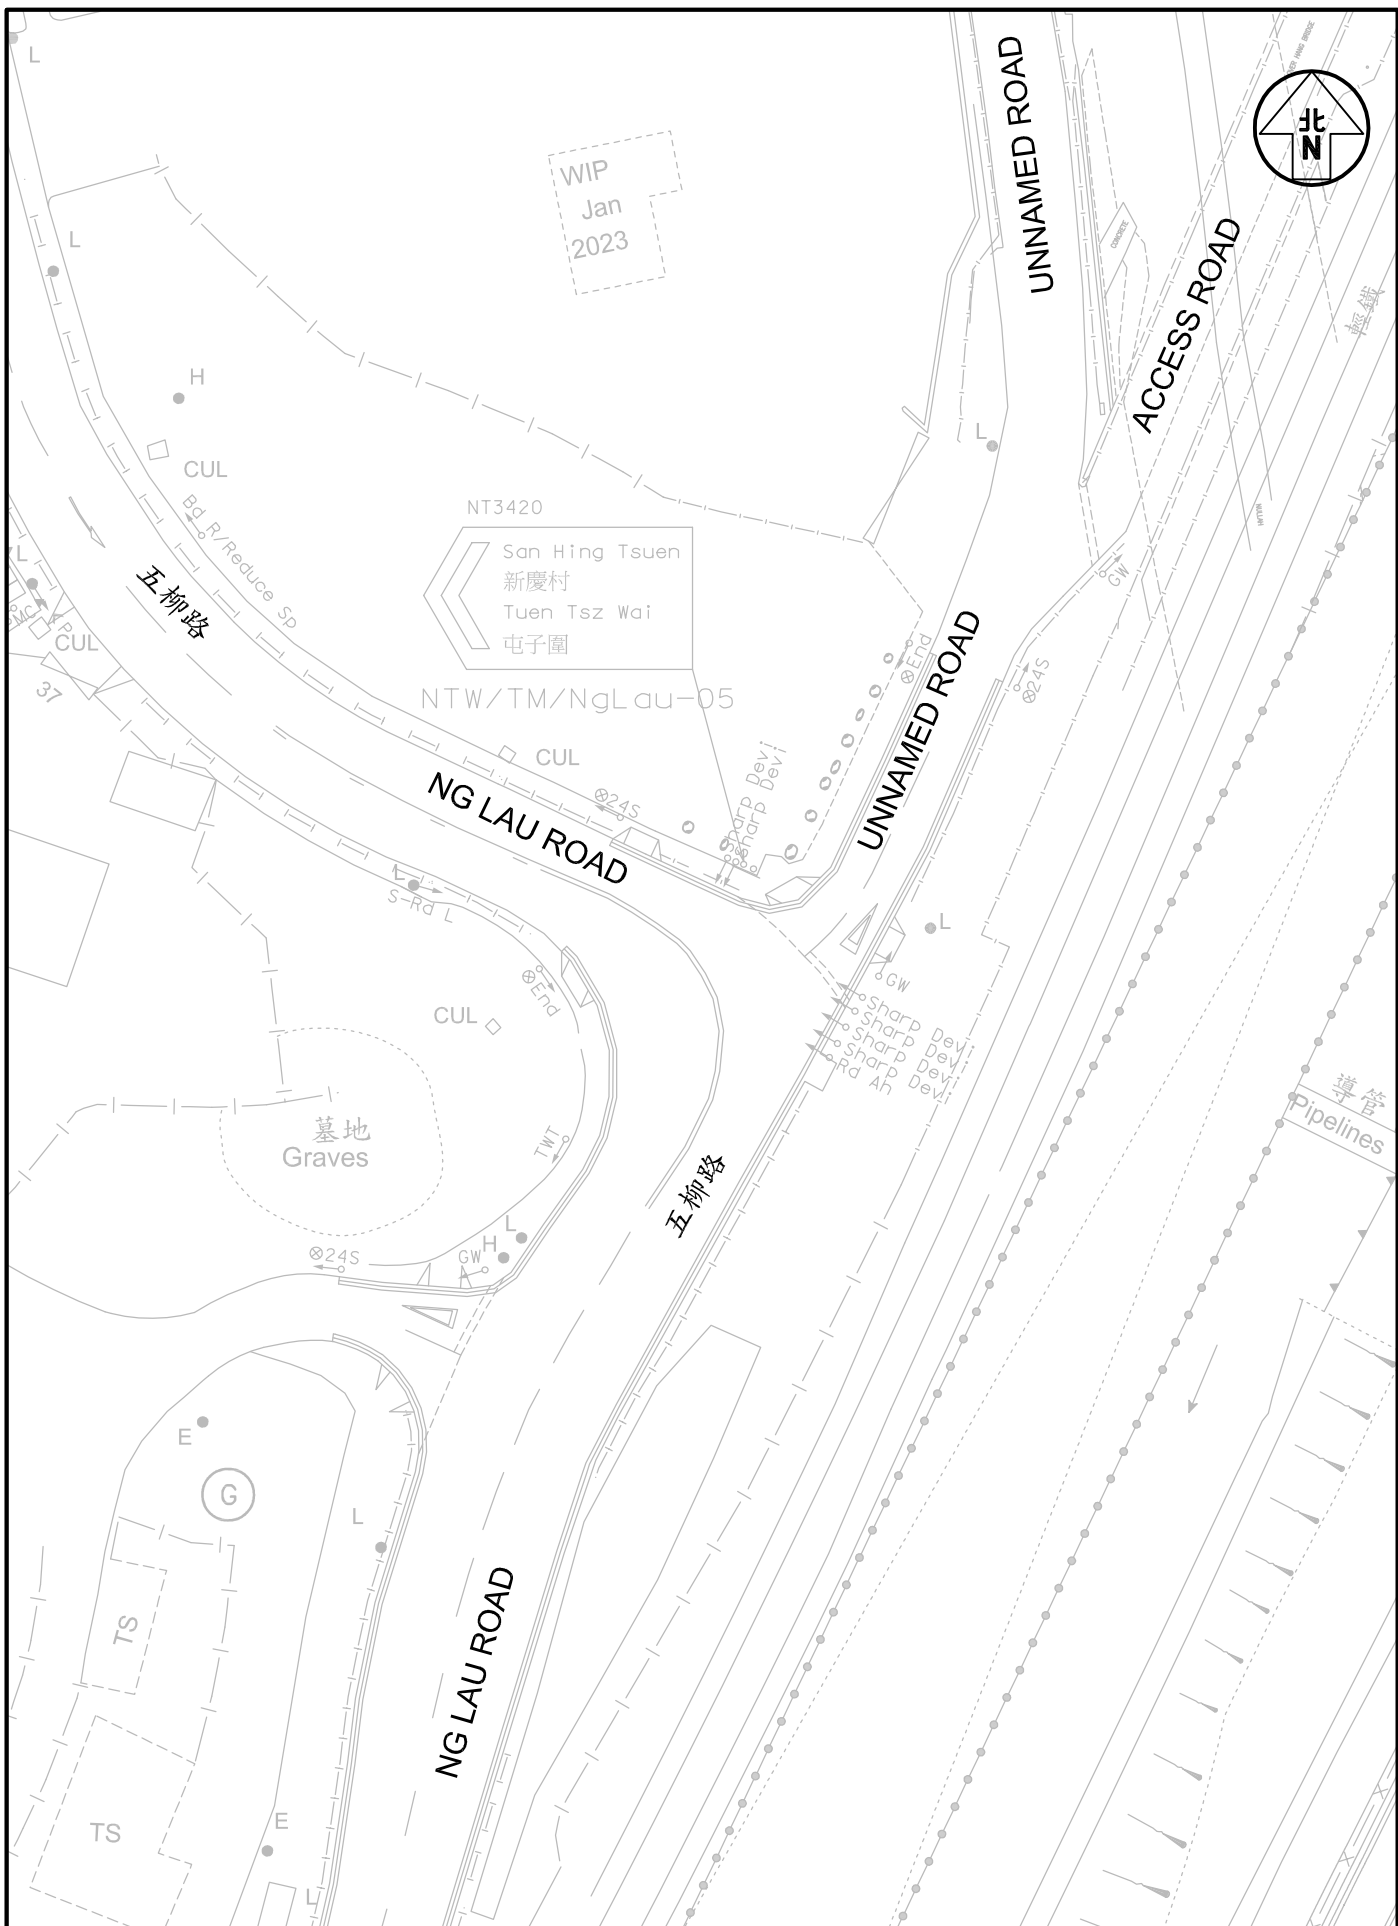 L
UNNAMED ROAD
北
N
WIP
Jan
2023
CONCRETE
L
ACCESS ROAD
輕鐵
H
CUL
L
NT3420
San Hing Tsuen
新慶村
Tuen Tsz Wai
屯子圍
NTW/TM/NgLau-05
Bd R/Reduce Sp
NULLAH
GW
L
五柳路
CUL
37
End
24S
UNNAMED ROAD
CUL
24S
Sharp Devi
Sharp Devi
NG LAU ROAD
L
S-Rd L
L
End
GW
CUL
Sharp Dev
Sharp Dev
Sharp Dev
Sharp Dev
Rd Ah
導管
Pipelines
墓地
Graves
TWT
五柳路
L
H
GW
24S
E
G
L
TS
NG LAU ROAD
TS
E
L